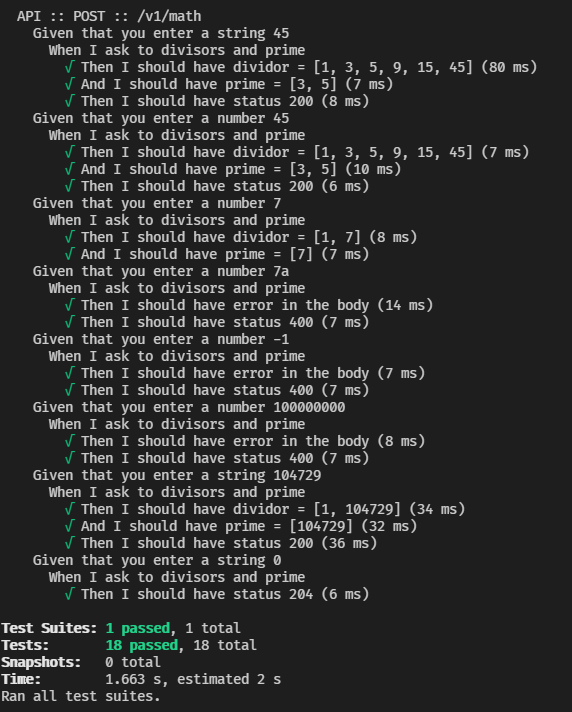 API :: POST :: /v1/math
Given that you enter a string 45
When I ask to divisors and prime
√ Then I should have dividor = [1, 3, 5, 9, 15, 45] (80 ms)
√ And I should have prime = [3, 5] (7 ms)
√ Then I should have status 200 (8 ms)
Given that you enter a number 45
When I ask to divisors and prime
√ Then I should have dividor = [1, 3, 5, 9, 15, 45] (7 ms)
√ And I should have prime = [3, 5] (10 ms)
√ Then I should have status 200 (6 ms)
Given that you enter a number 7
When I ask to divisors and prime
√ Then I should have dividor = [1, 7] (8 ms)
√ And I should have prime = [7] (7 ms)
Given that you enter a number 7a
When I ask to divisors and prime
√ Then I should have error in the body (14 ms)
√ Then I should have status 400 (7 ms)
Given that you enter a number -1
When I ask to divisors and prime
√ Then I should have error in the body (7 ms)
√ Then I should have status 400 (7 ms)
Given that you enter a number 100000000
When I ask to divisors and prime
√ Then I should have error in the body (8 ms)
√ Then I should have status 400 (7 ms)
Given that you enter a string 104729
When I ask to divisors and prime
√ Then I should have dividor = [1, 104729] (34 ms)
√ And I should have prime = [104729] (32 ms)
√ Then I should have status 200 (36 ms)
Given that you enter a string 0
When I ask to divisors and prime
√ Then I should have status 204 (6 ms)
Test Suites: 1 passed, 1 total
Tests: 18 passed, 18 total
Snapshots: 0 total
Time: 1.663 s, estimated 2 s
Ran all test suites.